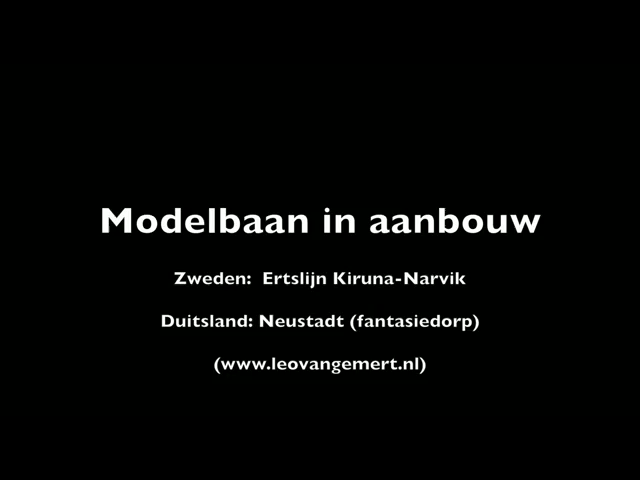 Modelbaan in aanbouw
Zweden: Ertslijn Kiruna-Narvik
Duitsland: Neustadt (fantasiedorp)
(www.leovangemert.nl)